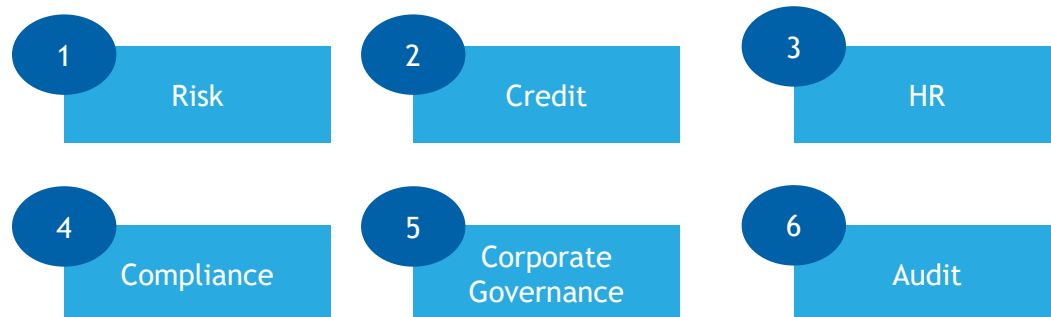 1
Risk
2
Credit
3
HR
4
Compliance
5
Corporate
Governance
6
Audit